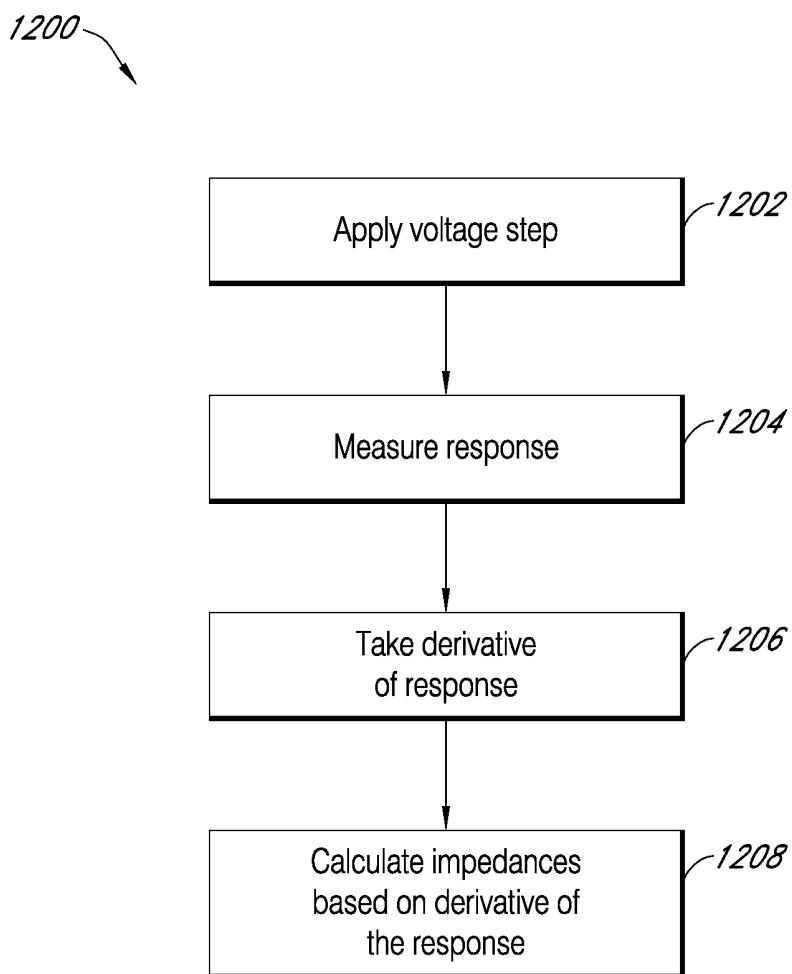 1200
Apply voltage step
1202
Measure response
1204
Take derivative
of response
1206
Calculate impedances
based on derivative of
the response
1208